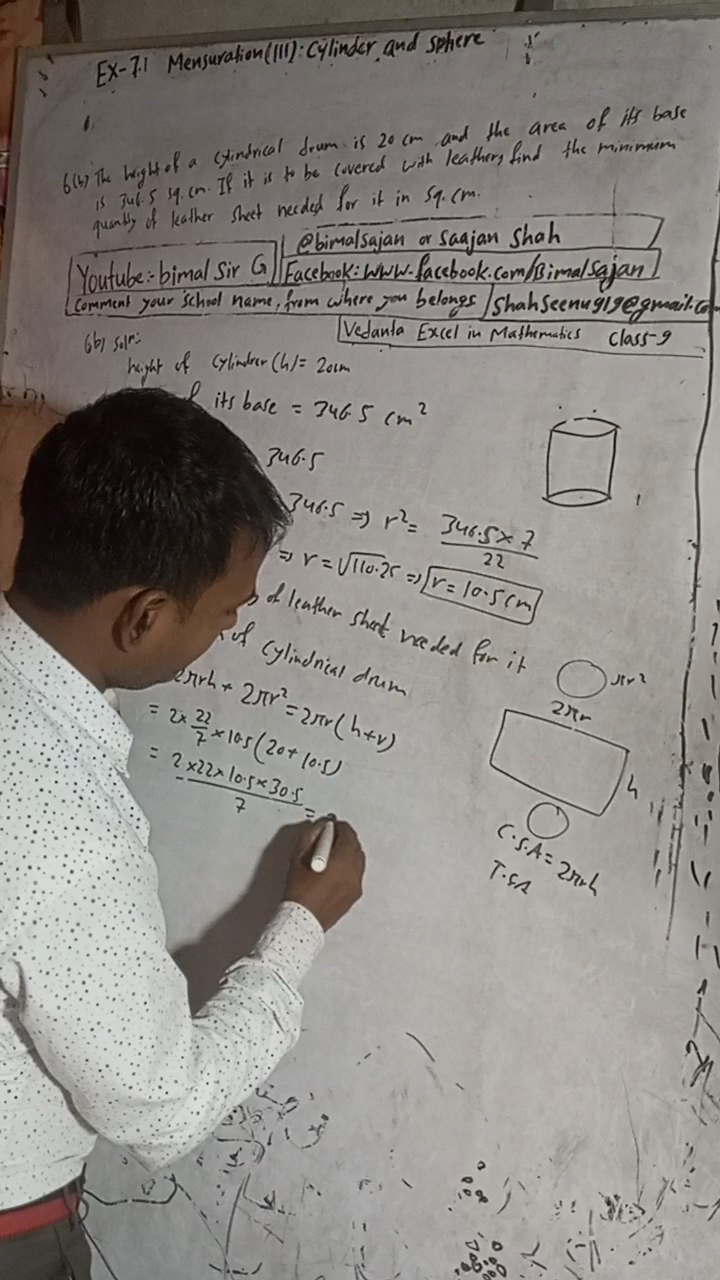 Ex-7.1 Mensuration(III): Cylinder and sphere
6(b) The height of a cylindrical drum is 20 cm and the area of its base
is 346.5 sq. cm. If it is to be covered with leathers, find the minimum
quantity of leather sheet needed for it in sq. cm.
@bimalsajan or Saajan Shah
Youtube:- bimal Sir G
Facebook: www.facebook.com/Bimalsajan
Comment your school name, from where you belongs
Shahseenu919@gmail.co
Vedanta Excel in Mathematics Class-9
6b) soln:
height of cylinder (h) = 20cm
its base = 346.5 cm²
346.5
346.5 ⇒ r² = 346.5×7/22
⇒ r = √110.25 ⇒ r = 10.5 cm
of leather sheet needed for it
of cylindrical drum
2πrh + 2πr² = 2πr(h+r)
= 2× 22/7 ×10.5(20+10.5)
= 2×22×10.5×30.5/7 =
πr²
2πr
h
C.S.A = 2πrh
T.S.A